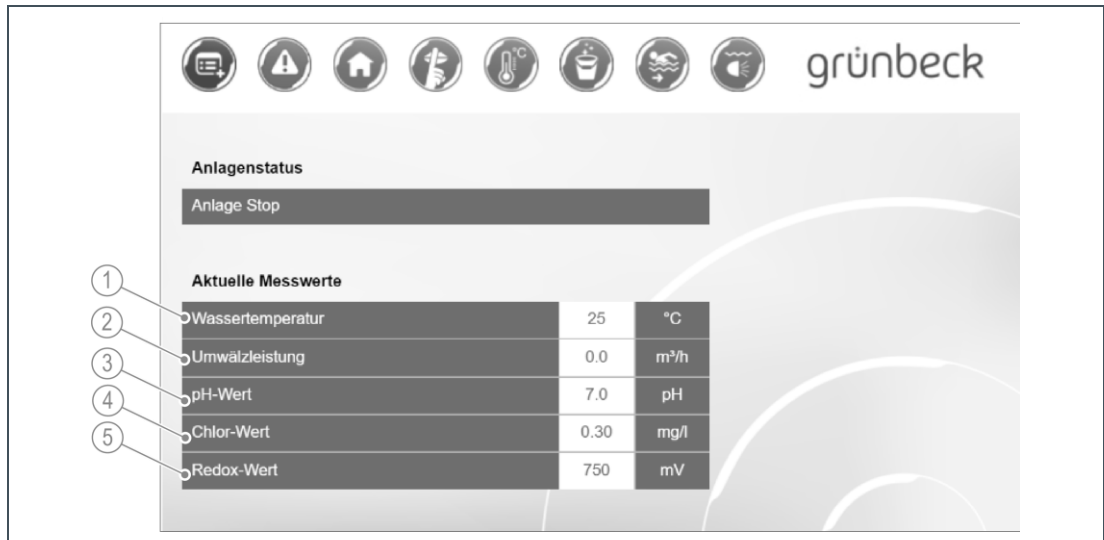 °C
grünbeck
Anlagenstatus
Anlage Stop
Aktuelle Messwerte
1 Wassertemperatur 25 °C
2 Umwälzleistung 0.0 m³/h
3 pH-Wert 7.0 pH
4 Chlor-Wert 0.30 mg/l
5 Redox-Wert 750 mV